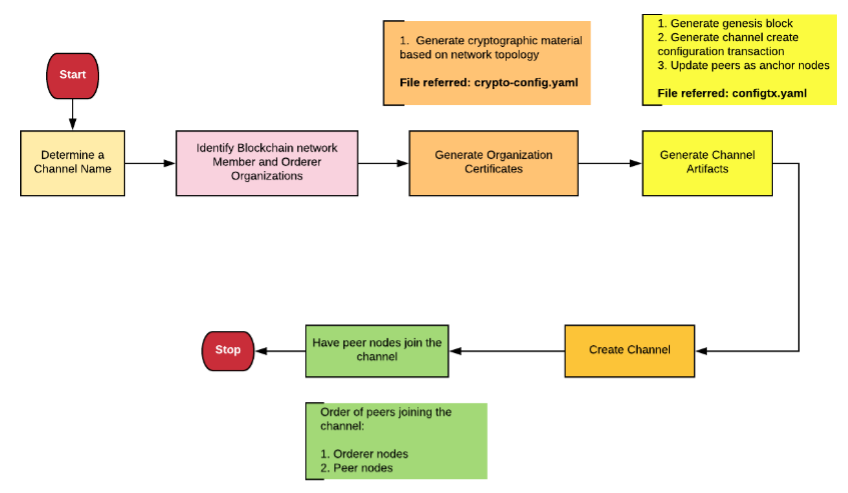 1. Generate cryptographic material
based on network topology
File referred: crypto-config.yaml
1. Generate genesis block
2. Generate channel create
configuration transaction
3. Update peers as anchor nodes
File referred: configtx.yaml
Start
Determine a
Channel Name
Identify Blockchain network
Member and Orderer
Organizations
Generate Organization
Certificates
Generate Channel
Artifacts
Stop
Have peer nodes join the
channel
Create Channel
Order of peers joining the
channel:
1. Orderer nodes
2. Peer nodes